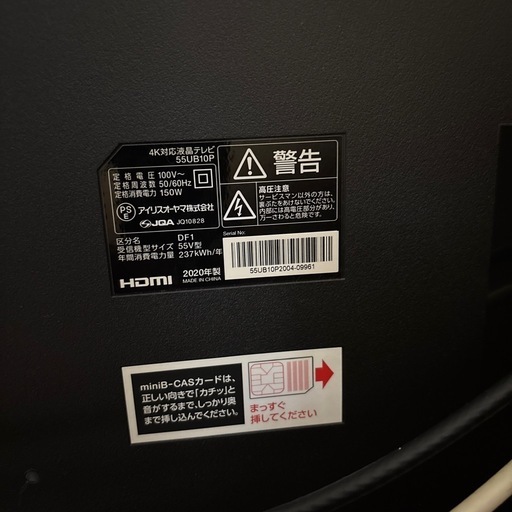 4K対応液晶テレビ
55UB10P
定格電圧 100V～
定格周波数 50/60Hz
定格消費電力 150W
PS
アイリスオーヤマ株式会社
JQA JQ10828
区分名 DF1
受信機型サイズ 55V型
年間消費電力量 237kWh/年
HDMI
2020年製
MADE IN CHINA
警告
高圧注意
サービスマン以外の方は、
裏ぶたをあけないでください。
内部には高電圧部分があり、
万一さわると危険です。
Serial No:
55UB10P2004-09961
miniB-CASカードは、
正しい向きで「カチッ」と
音がするまで、しっかり奥
まで挿し込んでください。
まっすぐ
挿してください